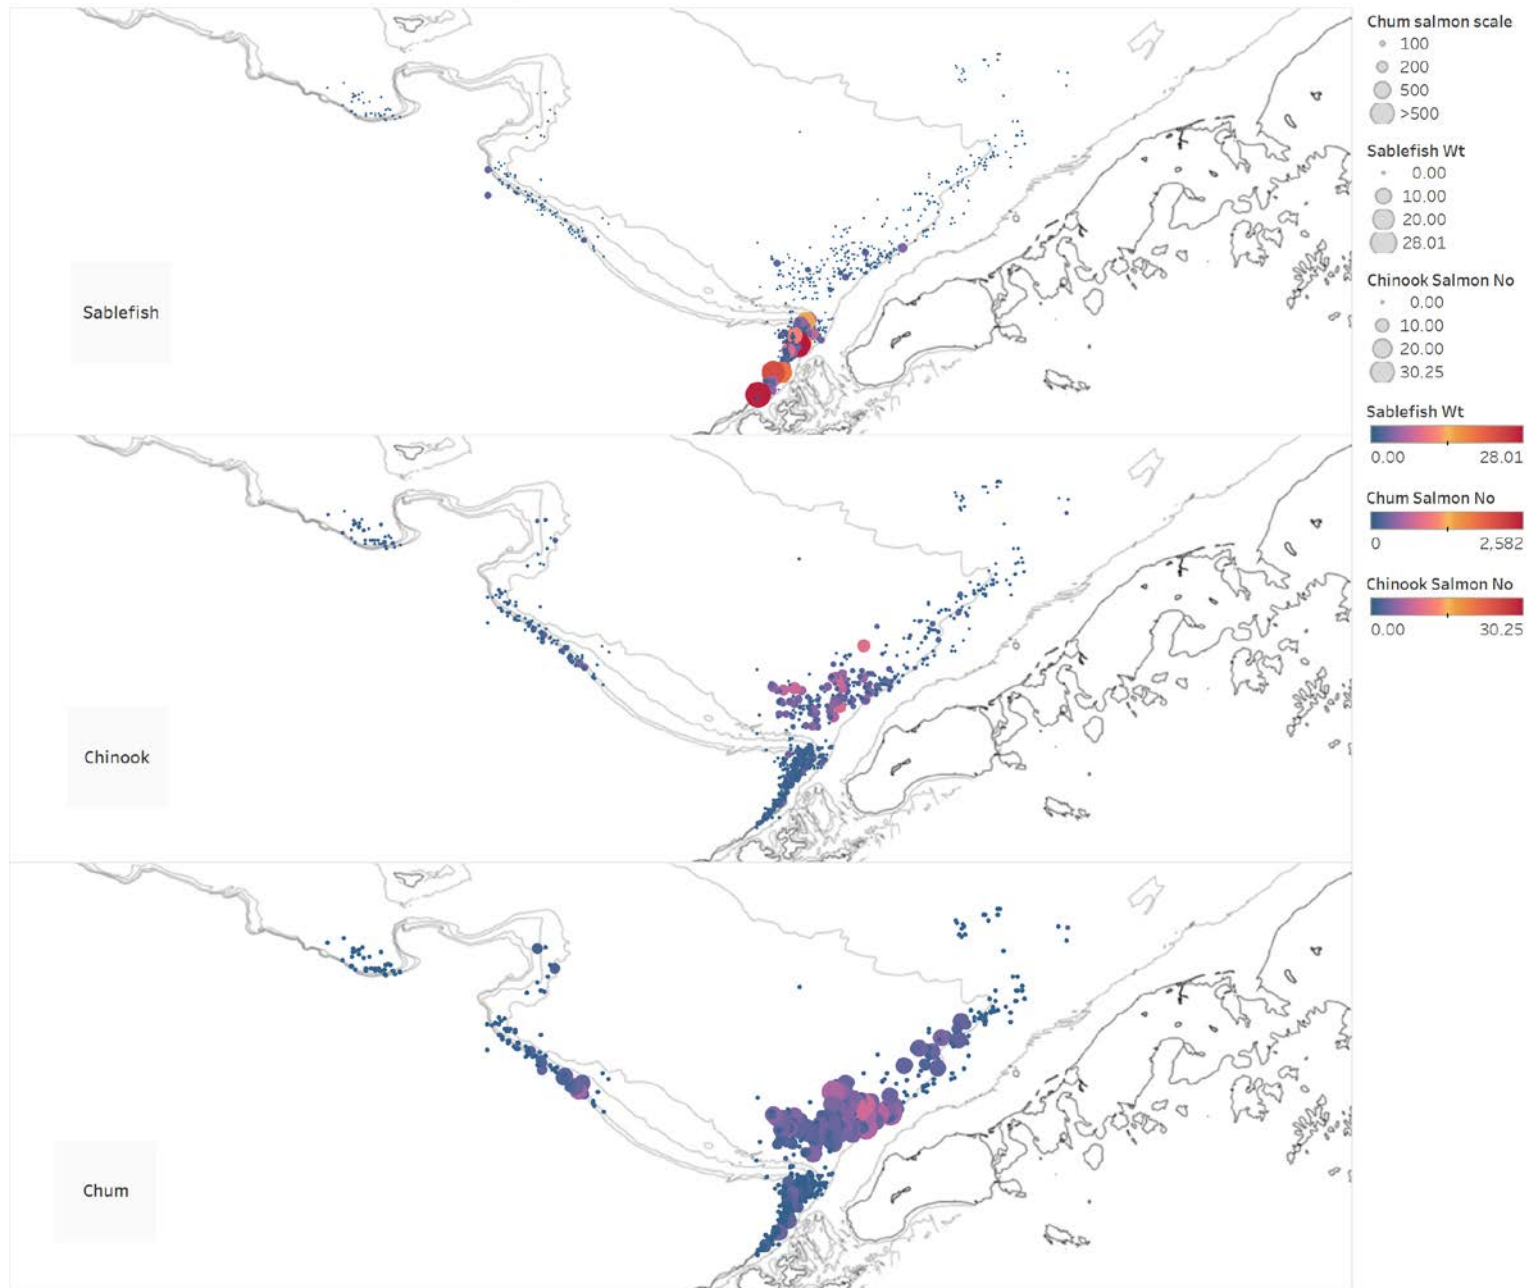 Chum salmon scale
100
200
500
>500
Sablefish Wt
0.00
10.00
20.00
28.01
Chinook Salmon No
0.00
10.00
20.00
30.25
Sablefish Wt
0.00 28.01
Chum Salmon No
0 2,582
Chinook Salmon No
0.00 30.25
Sablefish
Chinook
Chum